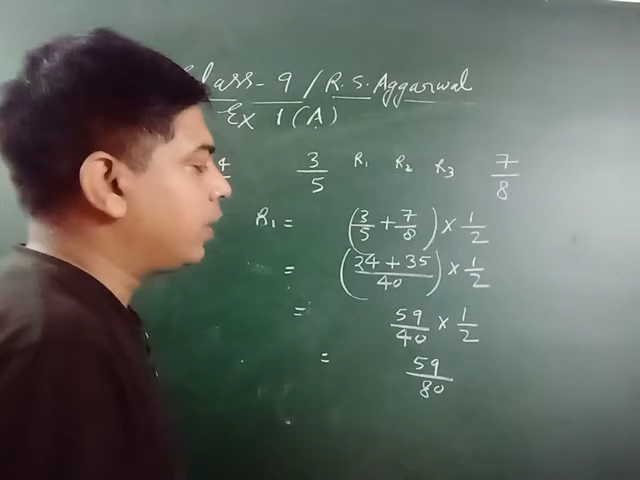 Class - 9 / R.S. Aggarwal
Ex 1(A)
4 3/5 R1 R2 R3 7/8
R1 = (3/5 + 7/8) × 1/2
= (24 + 35/40) × 1/2
= 59/40 × 1/2
= 59/80